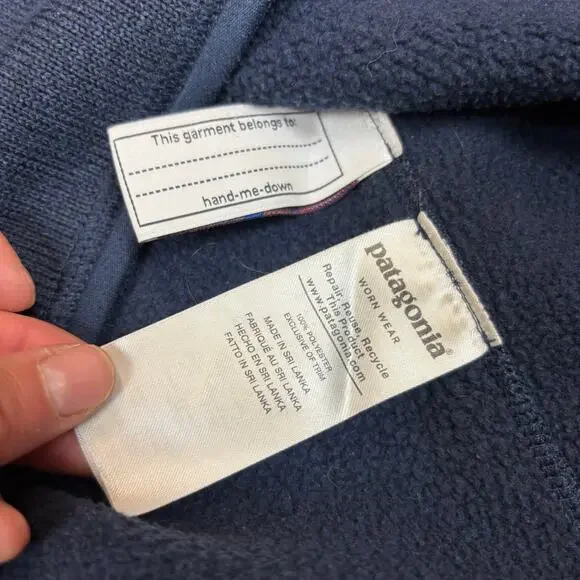 This garment belongs to:
hand-me-down
patagonia®
WORN WEAR
Repair, Reuse, Recycle
This Product
www.patagonia.com
100% POLYESTER
EXCLUSIVE OF TRIM
MADE IN SRI LANKA
FABRIQUÉ AU SRI LANKA
HECHO EN SRI LANKA
FATTO IN SRI LANKA